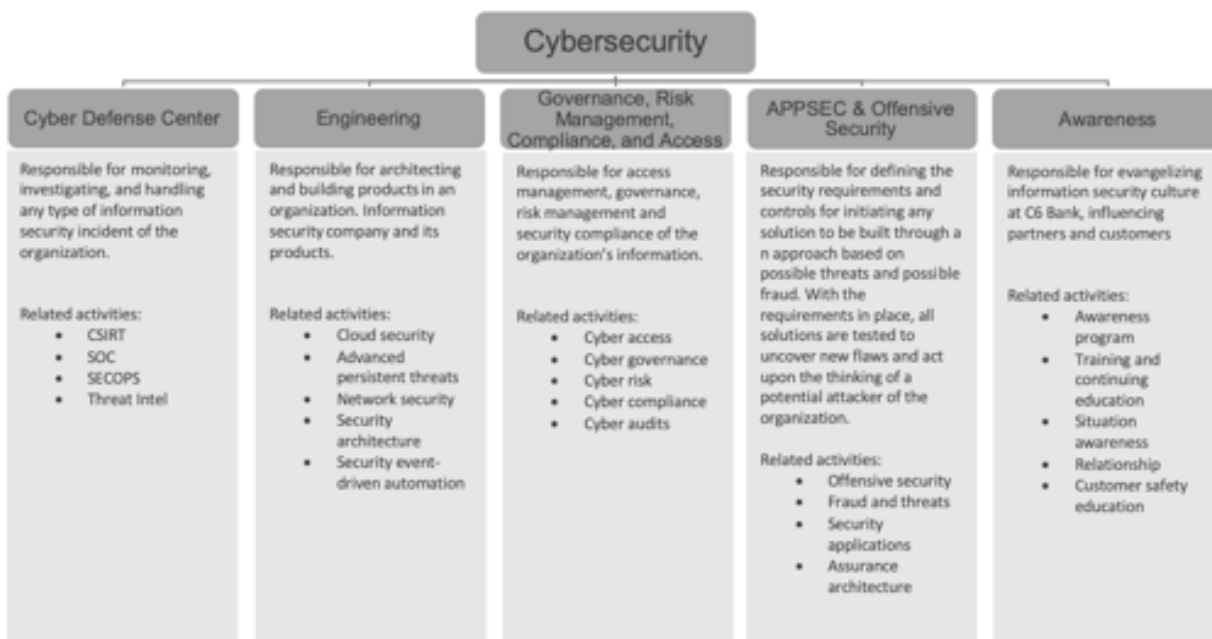 Cybersecurity
Cyber Defense Center
Responsible for monitoring,
investigating, and handling
any type of information
security incident of the
organization.
Related activities:
• CSIRT
• SOC
• SECOPS
• Threat Intel
Engineering
Responsible for architecting
and building products in an
organization. Information
security company and its
products.
Related activities:
• Cloud security
• Advanced
persistent threats
• Network security
• Security
architecture
• Security event-
driven automation
Governance, Risk
Management,
Compliance, and Access
Responsible for access
management, governance,
risk management and
security compliance of the
organization's information.
Related activities:
• Cyber access
• Cyber governance
• Cyber risk
• Cyber compliance
• Cyber audits
APPSEC & Offensive
Security
Responsible for defining the
security requirements and
controls for initiating any
solution to be built through a
n approach based on
possible threats and possible
fraud. With the
requirements in place, all
solutions are tested to
uncover new flaws and act
upon the thinking of a
potential attacker of the
organization.
Related activities:
• Offensive security
• Fraud and threats
• Security
applications
• Assurance
architecture
Awareness
Responsible for evangelizing
information security culture
at C6 Bank, influencing
partners and customers
Related activities:
• Awareness
program
• Training and
continuing
education
• Situation
awareness
• Relationship
• Customer safety
education